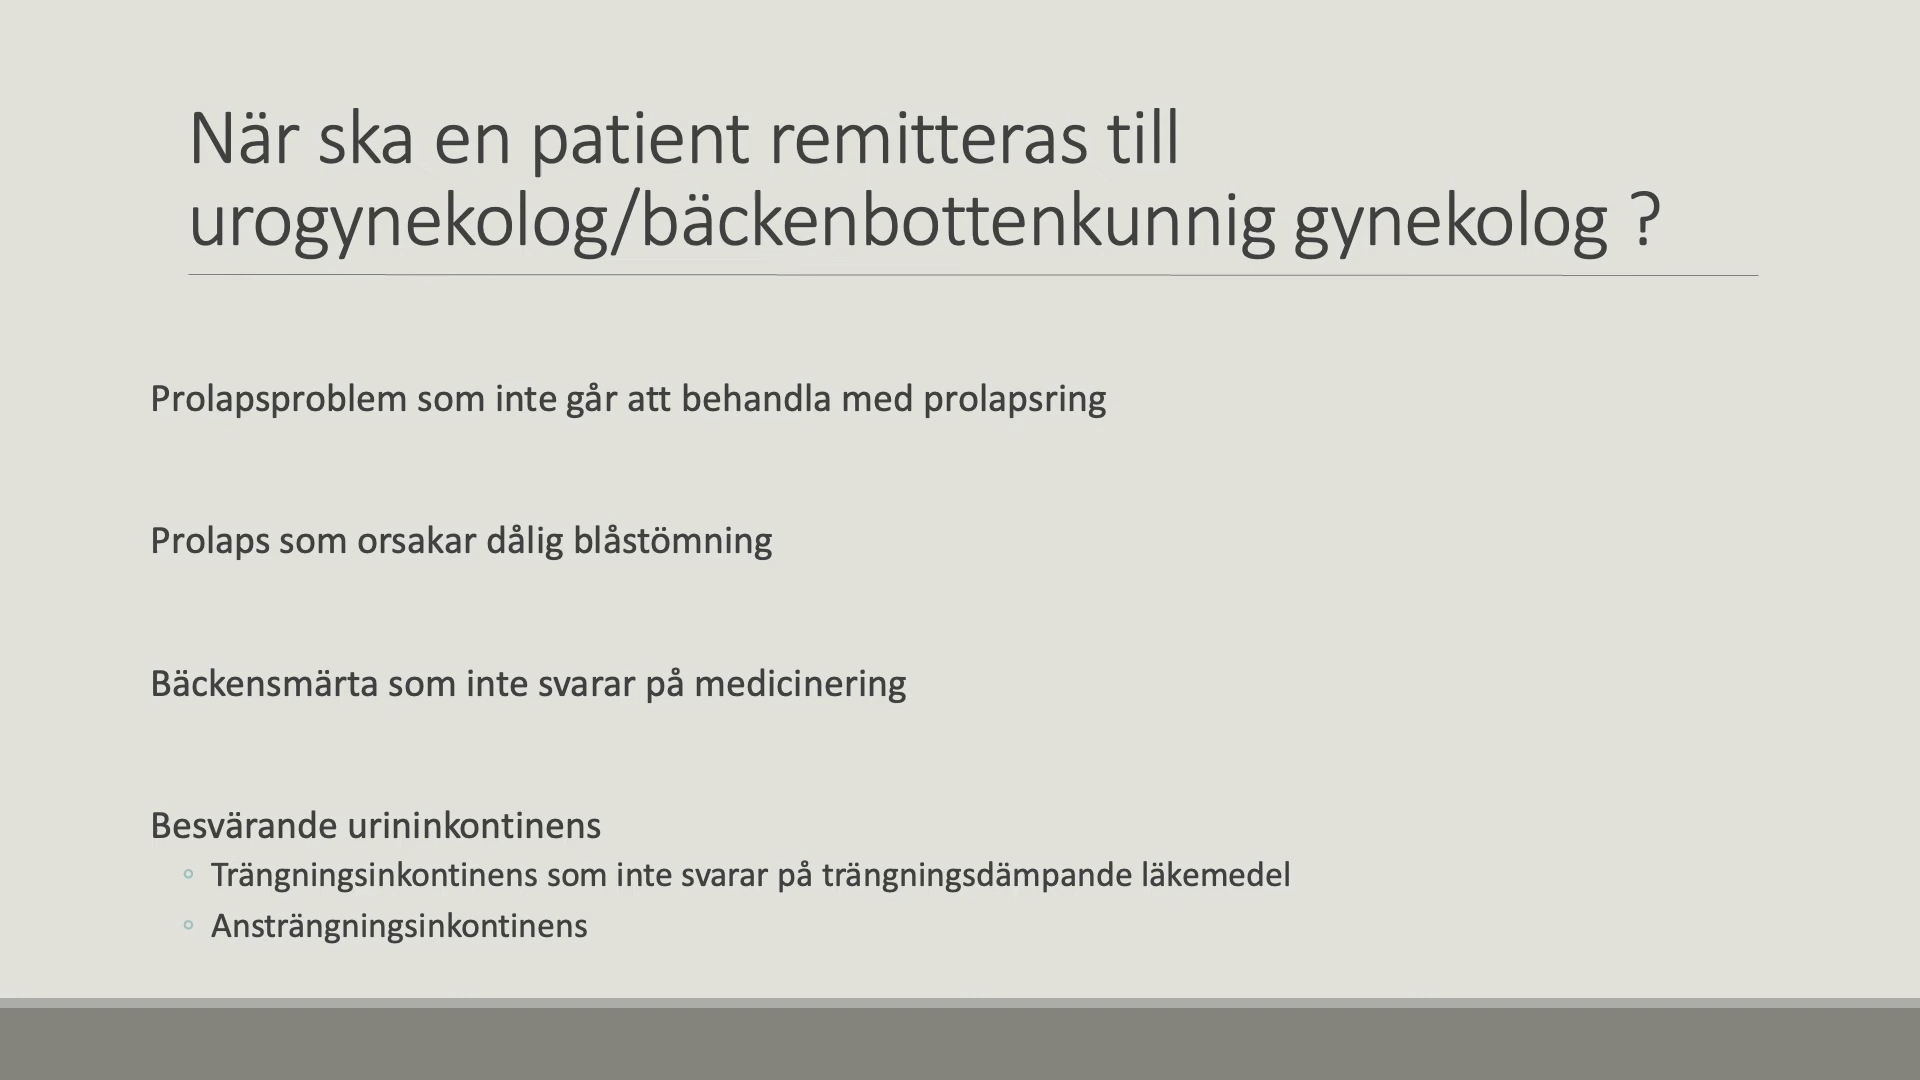 När ska en patient remitteras till
urogynekolog/bäckenbottenkunnig gynekolog ?
Prolapsproblem som inte går att behandla med prolapsring
Prolaps som orsakar dålig blåstömning
Bäckensmärta som inte svarar på medicinering
Besvärande urininkontinens
◦ Trängningsinkontinens som inte svarar på trängningsdämpande läkemedel
◦ Ansträngningsinkontinens